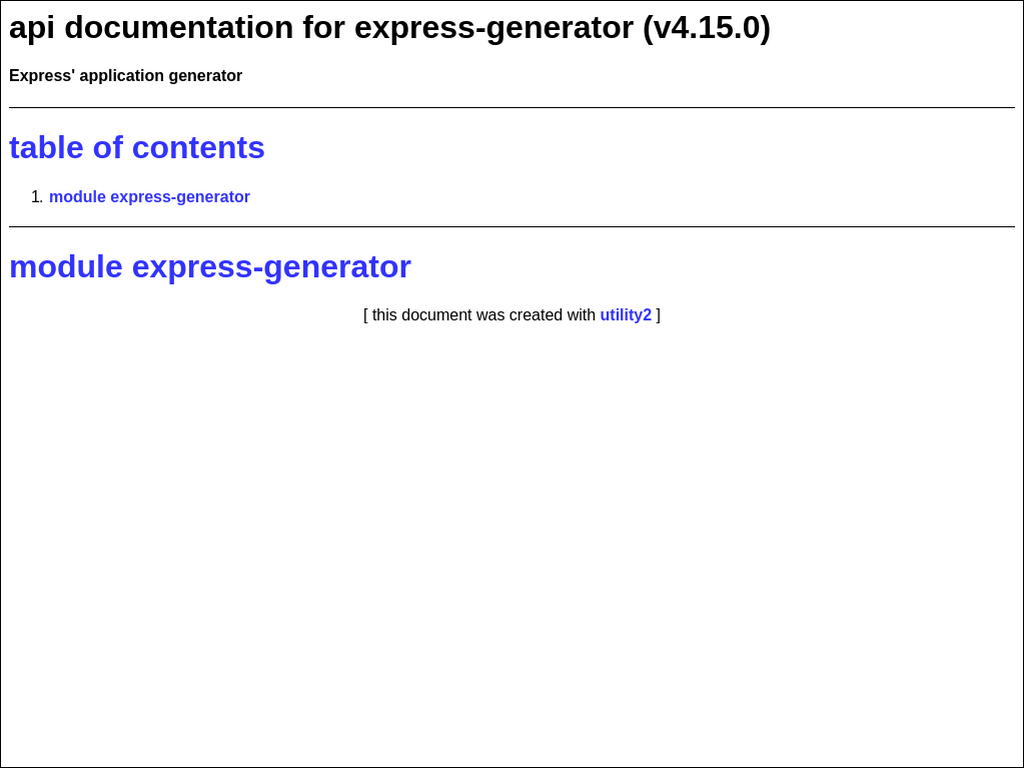 api documentation for express-generator (v4.15.0)
Express' application generator
table of contents
1. module express-generator
module express-generator
[ this document was created with utility2 ]